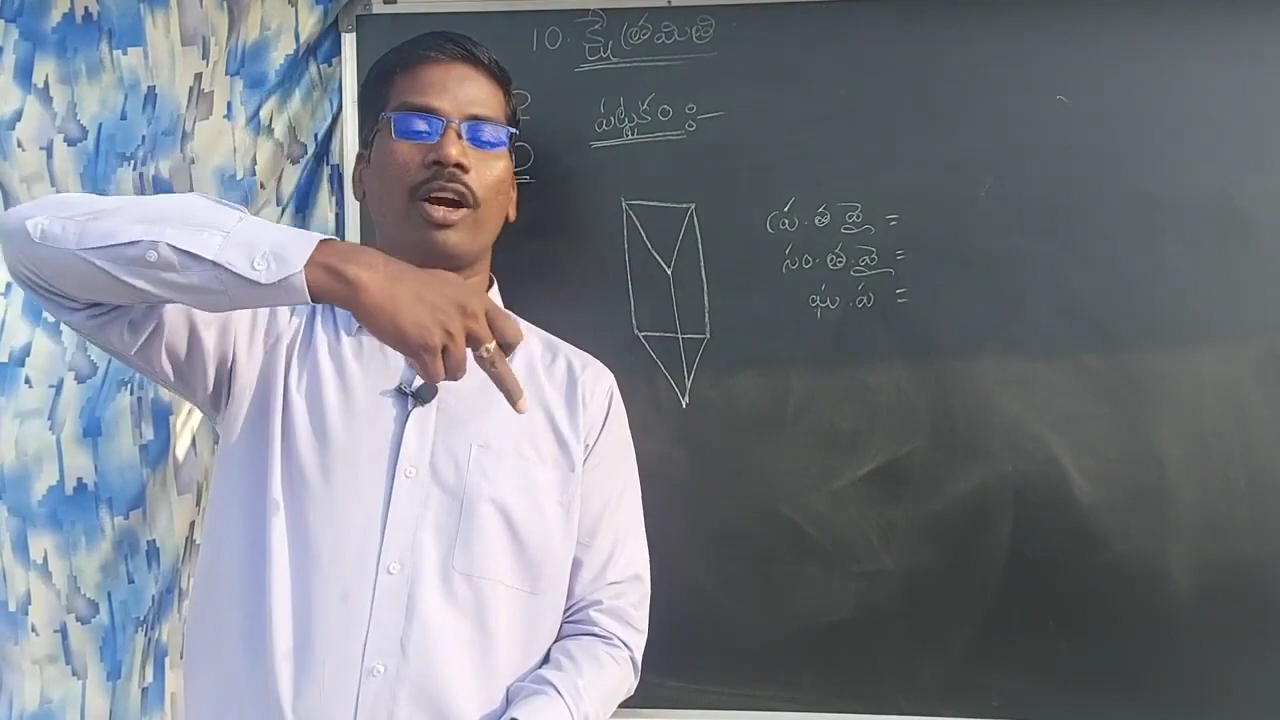 10. క్షేత్రమితి
పట్టకం :-
ప్ర.త.వై =
సం.త.వై =
ఘ.ప =